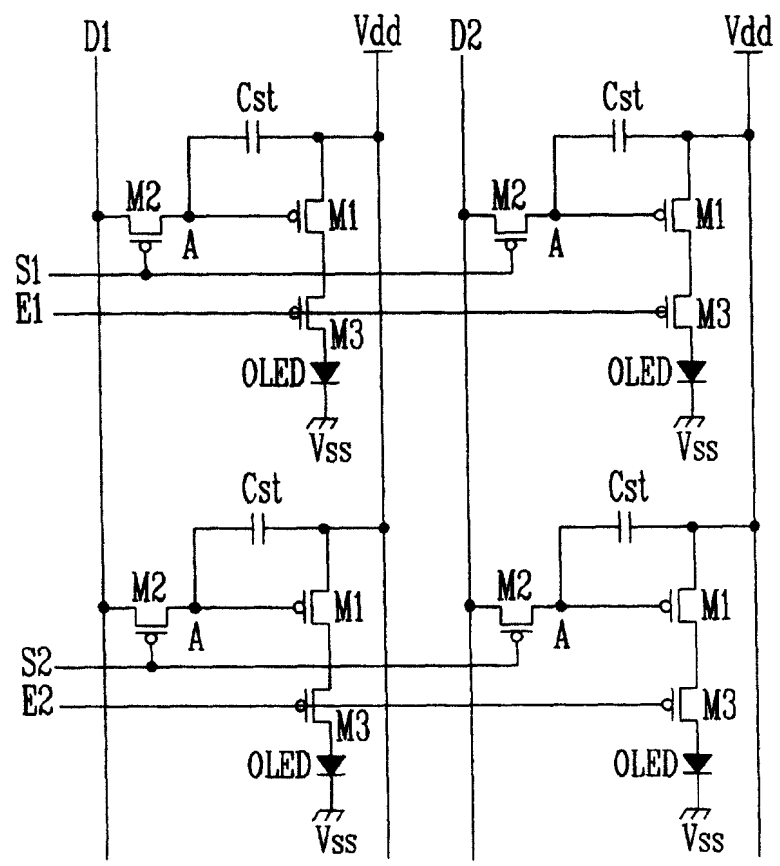 D1 Vdd D2 Vdd
Cst Cst
M2 M1 M2 M1
A A
S1
E1
M3 M3
OLED OLED
Vss Vss
Cst Cst
M2 M1 M2 M1
A A
S2
E2
M3 M3
OLED OLED
Vss Vss